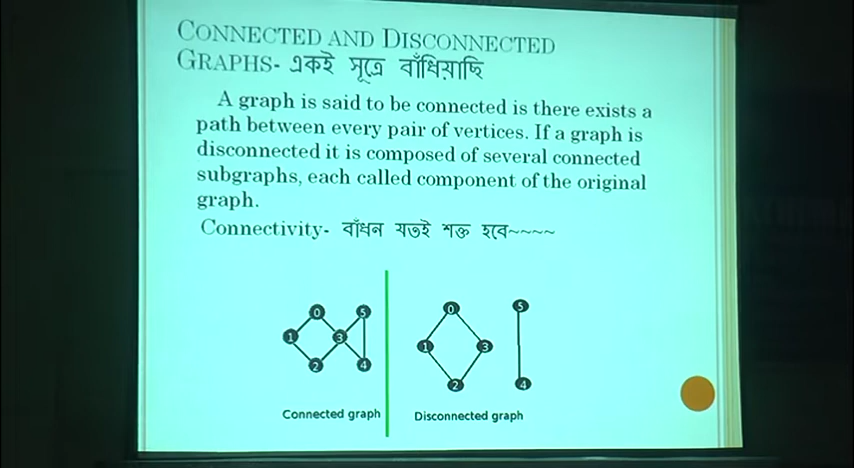 CONNECTED AND DISCONNECTED
GRAPHS- একই সূত্রে বাঁধিয়াছি
A graph is said to be connected is there exists a
path between every pair of vertices. If a graph is
disconnected it is composed of several connected
subgraphs, each called component of the original
graph.
Connectivity- বাঁধন যতই শক্ত হবে~~~~
0 5
1 3
2 4
0 5
1 3
2 4
Connected graph
Disconnected graph